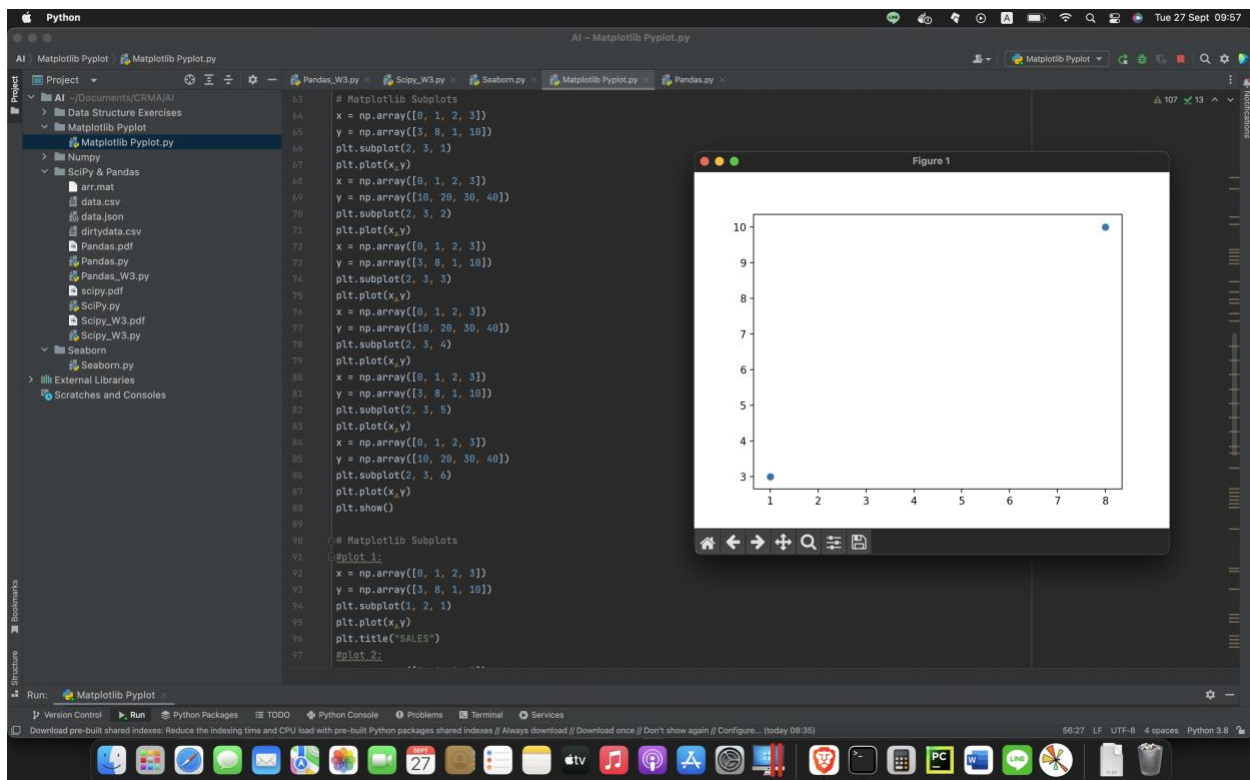 Python
Tue 27 Sept 09:57
AI – Matplotlib Pyplot.py
AI Matplotlib Pyplot Matplotlib Pyplot.py
Matplotlib Pyplot
Project
Project
Pandas_W3.py
Scipy_W3.py
Seaborn.py
Matplotlib Pyplot.py
Pandas.py
Notifications
AI ~/Documents/CRMA/AI
Data Structure Exercises
Matplotlib Pyplot
Matplotlib Pyplot.py
Numpy
SciPy & Pandas
arr.mat
data.csv
data.json
dirtydata.csv
Pandas.pdf
Pandas.py
Pandas_W3.py
scipy.pdf
SciPy.py
Scipy_W3.pdf
Scipy_W3.py
Seaborn
Seaborn.py
External Libraries
Scratches and Consoles
107 13
63 # Matplotlib Subplots
64 x = np.array([0, 1, 2, 3])
65 y = np.array([3, 8, 1, 10])
66 plt.subplot(2, 3, 1)
67 plt.plot(x,y)
68 x = np.array([0, 1, 2, 3])
69 y = np.array([10, 20, 30, 40])
70 plt.subplot(2, 3, 2)
71 plt.plot(x,y)
72 x = np.array([0, 1, 2, 3])
73 y = np.array([3, 8, 1, 10])
74 plt.subplot(2, 3, 3)
75 plt.plot(x,y)
76 x = np.array([0, 1, 2, 3])
77 y = np.array([10, 20, 30, 40])
78 plt.subplot(2, 3, 4)
79 plt.plot(x,y)
80 x = np.array([0, 1, 2, 3])
81 y = np.array([3, 8, 1, 10])
82 plt.subplot(2, 3, 5)
83 plt.plot(x,y)
84 x = np.array([0, 1, 2, 3])
85 y = np.array([10, 20, 30, 40])
86 plt.subplot(2, 3, 6)
87 plt.plot(x,y)
88 plt.show()
89
90 # Matplotlib Subplots
91 #plot 1:
92 x = np.array([0, 1, 2, 3])
93 y = np.array([3, 8, 1, 10])
94 plt.subplot(1, 2, 1)
95 plt.plot(x,y)
96 plt.title("SALES")
97 #plot 2:
Figure 1
10
9
8
7
6
5
4
3
1 2 3 4 5 6 7 8
Bookmarks
Structure
Run: Matplotlib Pyplot
Version Control Run Python Packages TODO Python Console Problems Terminal Services
Download pre-built shared indexes: Reduce the indexing time and CPU load with pre-built Python packages shared indexes // Always download // Download once // Don't show again // Configure... (today 08:35)
56:27 LF UTF-8 4 spaces Python 3.8
SEPT
27
tv
PC
W
LINE